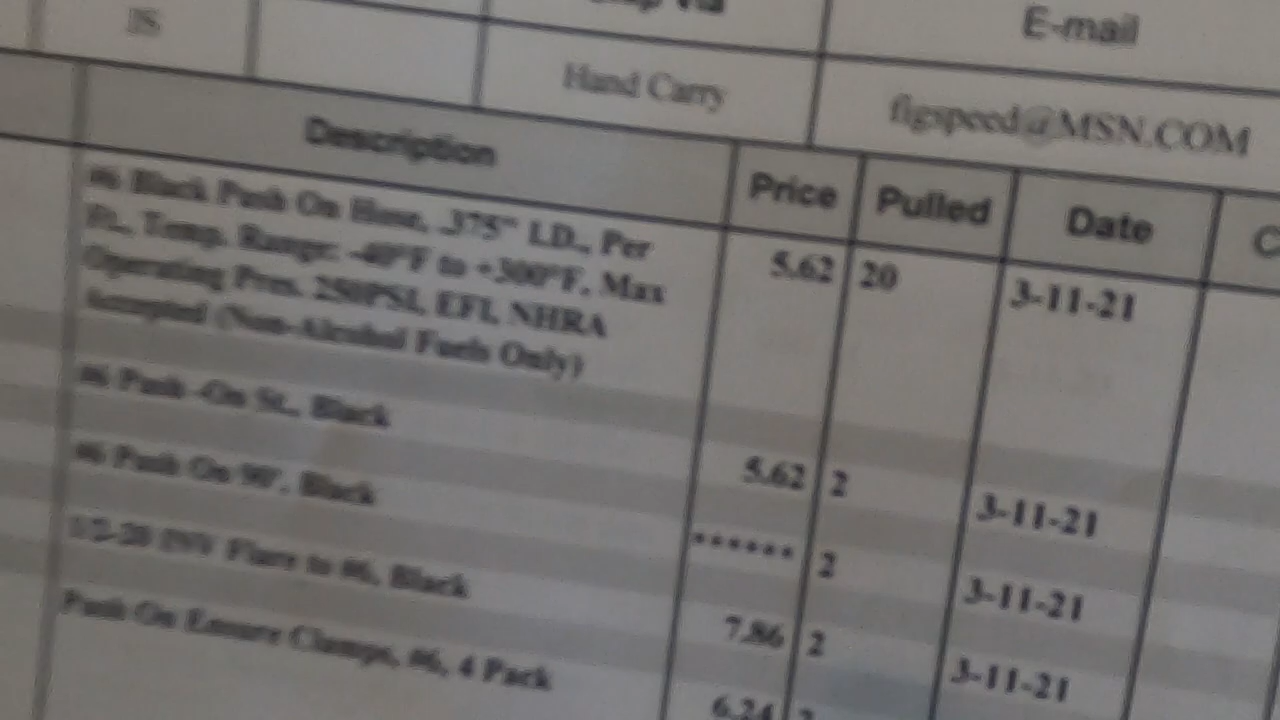 IS
Hand Carry
E-mail
figspeed@MSN.COM
Description
Price
Pulled
Date
C
#6 Black Push On Hose, .375" I.D., Per
Ft., Temp. Range: -40°F to +300°F, Max
Operating Pres. 250PSI, EFI, NHRA
Accepted (Non-Alcohol Fuels Only)
5.62
20
3-11-21
#6 Push-On St., Black
5.62
2
3-11-21
#6 Push On 90°, Black
******
2
3-11-21
1/2-20 INV Flare to #6, Black
7.86
2
3-11-21
Push On Ensure Clamps, #6, 4 Pack
6.24